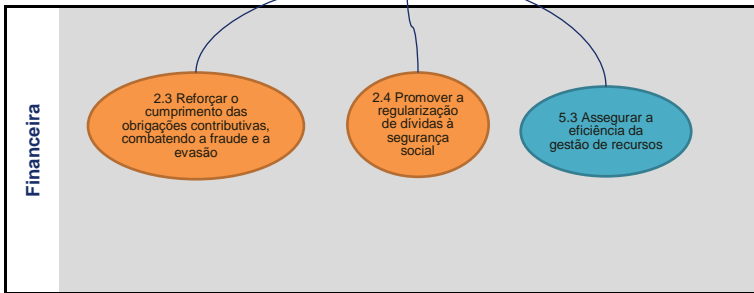 Financeira
2.3 Reforçar o
cumprimento das
obrigações contributivas,
combatendo a fraude e a
evasão
2.4 Promover a
regularização
de dívidas à
segurança
social
5.3 Assegurar a
eficiência da
gestão de recursos